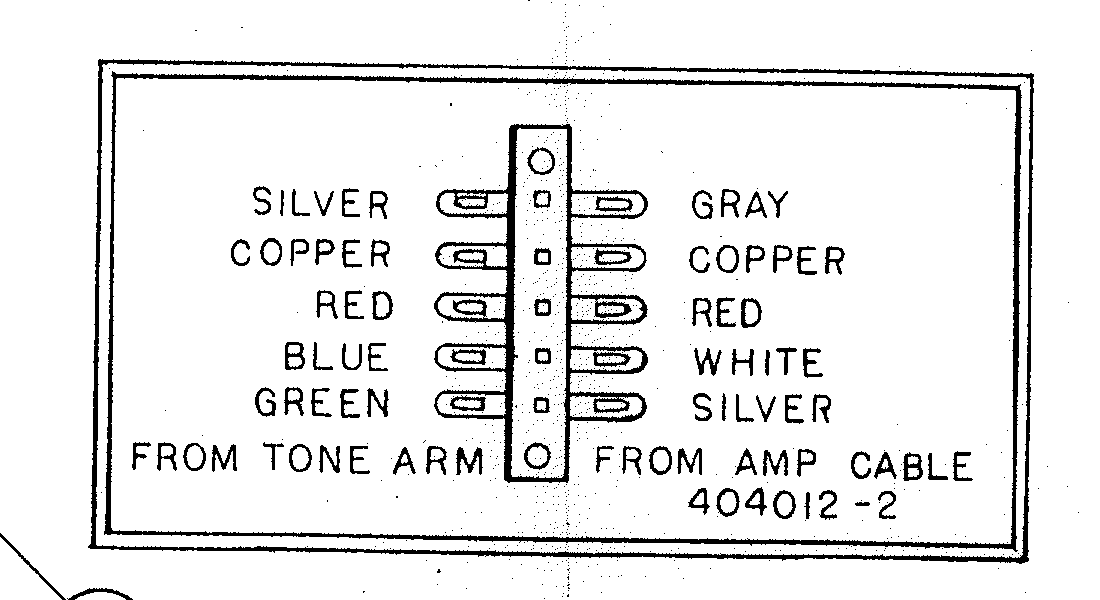 SILVER GRAY
COPPER COPPER
RED RED
BLUE WHITE
GREEN SILVER
FROM TONE ARM FROM AMP CABLE
404012-2